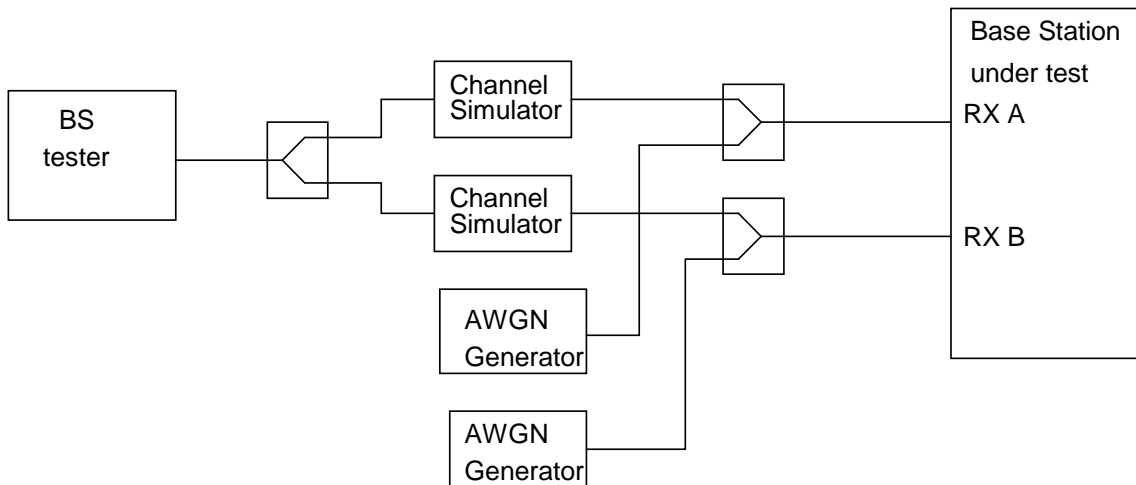 BS
tester
Channel
Simulator
Channel
Simulator
AWGN
Generator
AWGN
Generator
Base Station
under test
RX A
RX B